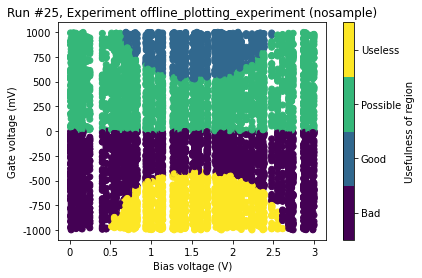 Run #25, Experiment offline_plotting_experiment (nosample)
1000
750
500
250
0
-250
-500
-750
-1000
Gate voltage (mV)
0
0.5
1
1.5
2
2.5
3
Bias voltage (V)
Useless
Possible
Good
Bad
Usefulness of region